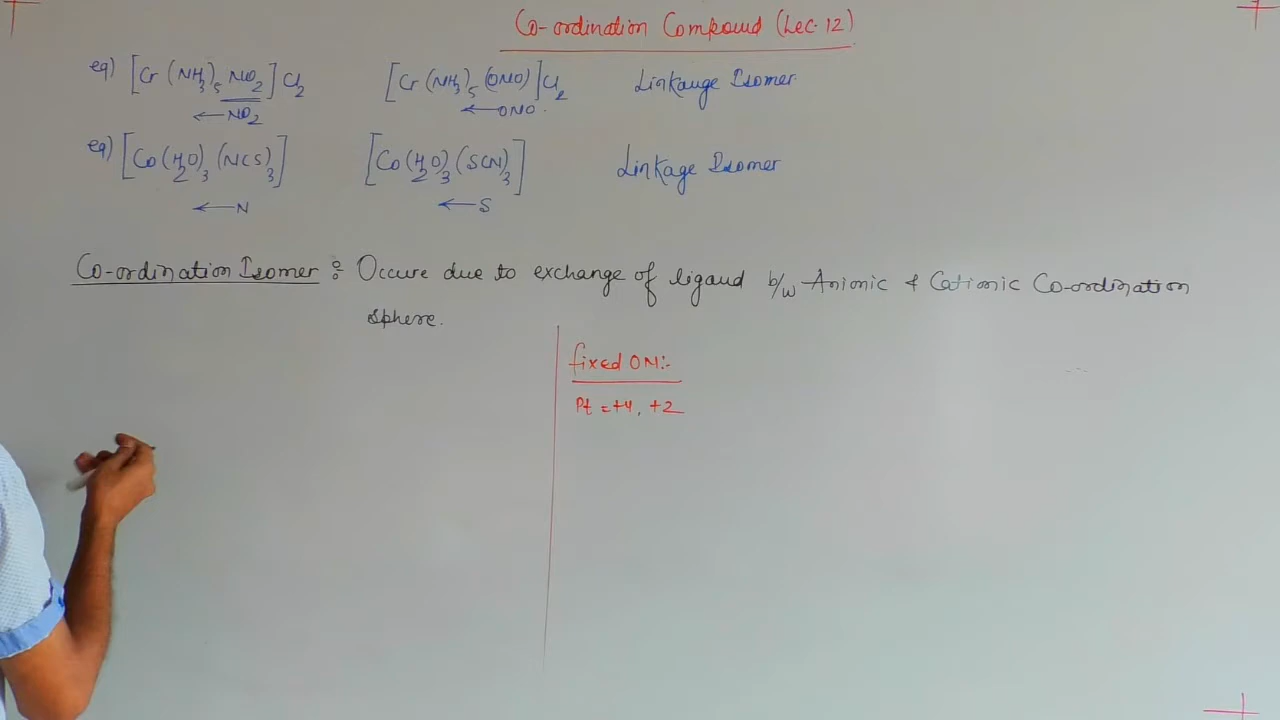 Co-ordination Compound (Lec. 12)
eg) [Cr(NH3)5 NO2]Cl2 [Cr(NH3)5(ONO)]Cl2 Linkauge Isomer
←NO2 ←ONO.
eg) [Co(H2O)3(NCS)3] [Co(H2O)3(SCN)3] Linkage Isomer
←N ←S
Co-ordination Isomer : Occure due to exchange of ligand b/w Anionic & Cationic Co-ordination
sphere.
fixed ON:-
Pt = +4, +2